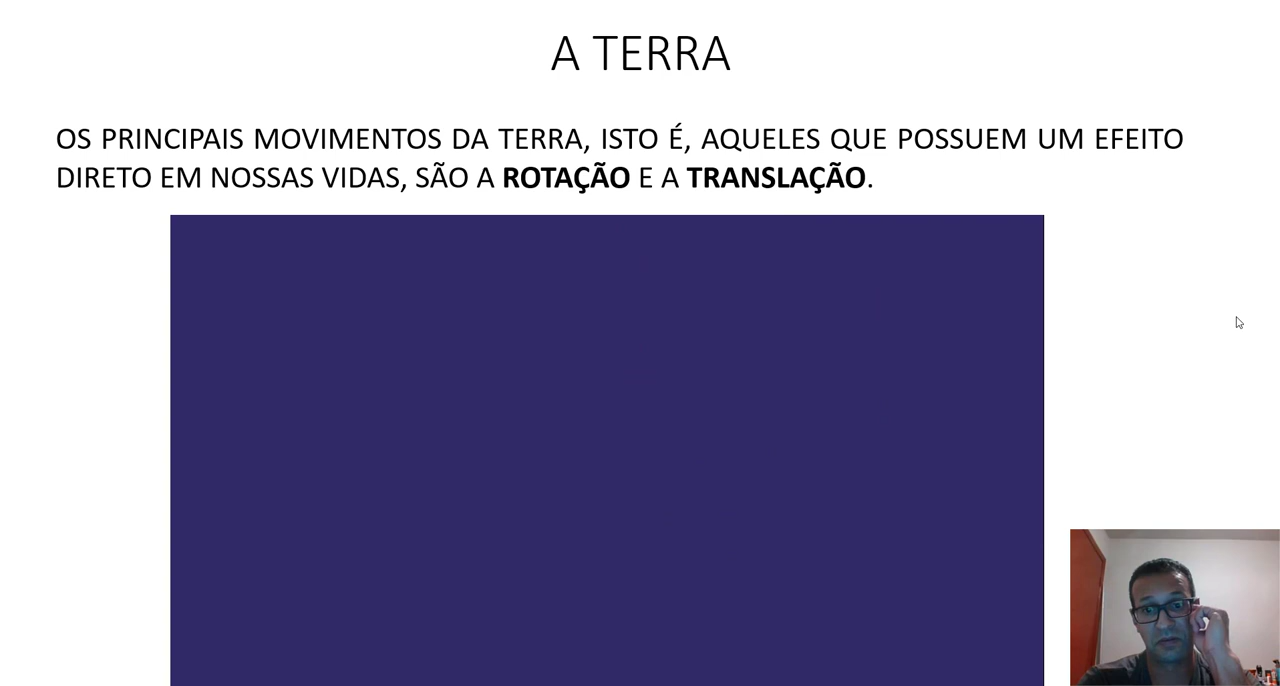 A TERRA
OS PRINCIPAIS MOVIMENTOS DA TERRA, ISTO É, AQUELES QUE POSSUEM UM EFEITO
DIRETO EM NOSSAS VIDAS, SÃO A ROTAÇÃO E A TRANSLAÇÃO.